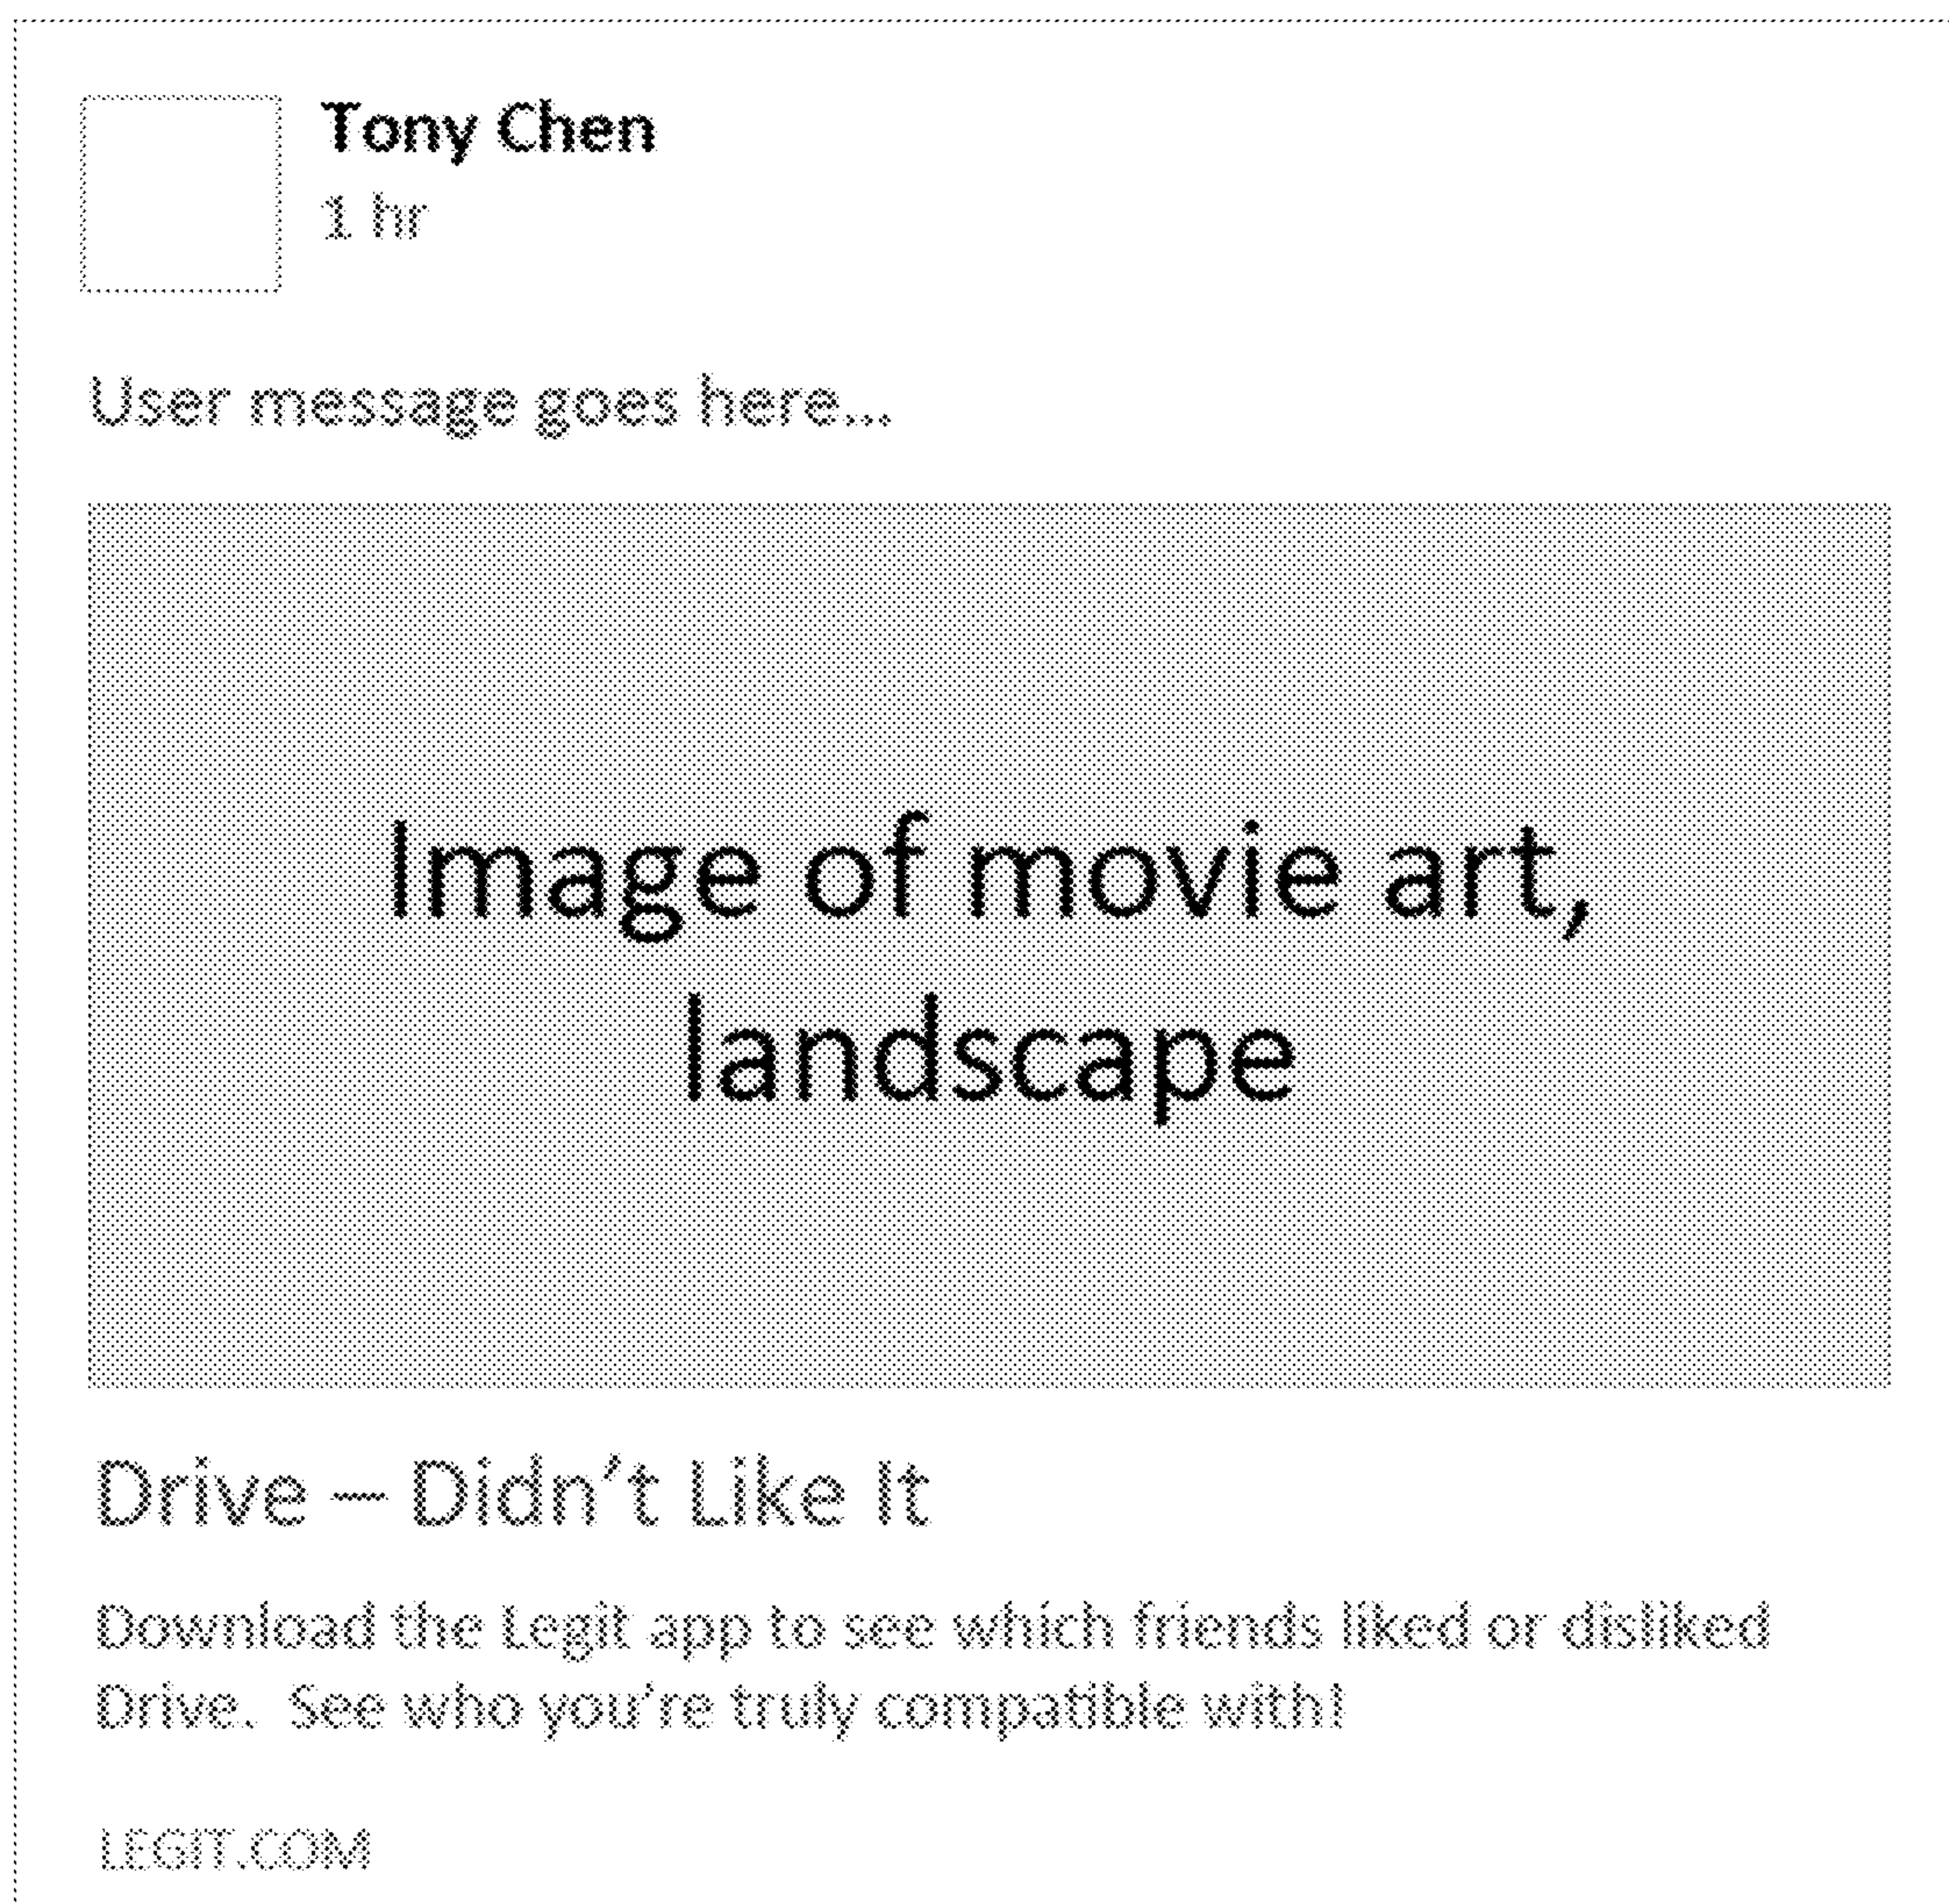 Tony Chen
1 hr
User message goes here...
Image of movie art,
landscape
Drive – Didn’t Like It
Download the Legit app to see which friends liked or disliked
Drive.  See who you’re truly compatible with!
LEGIT.COM